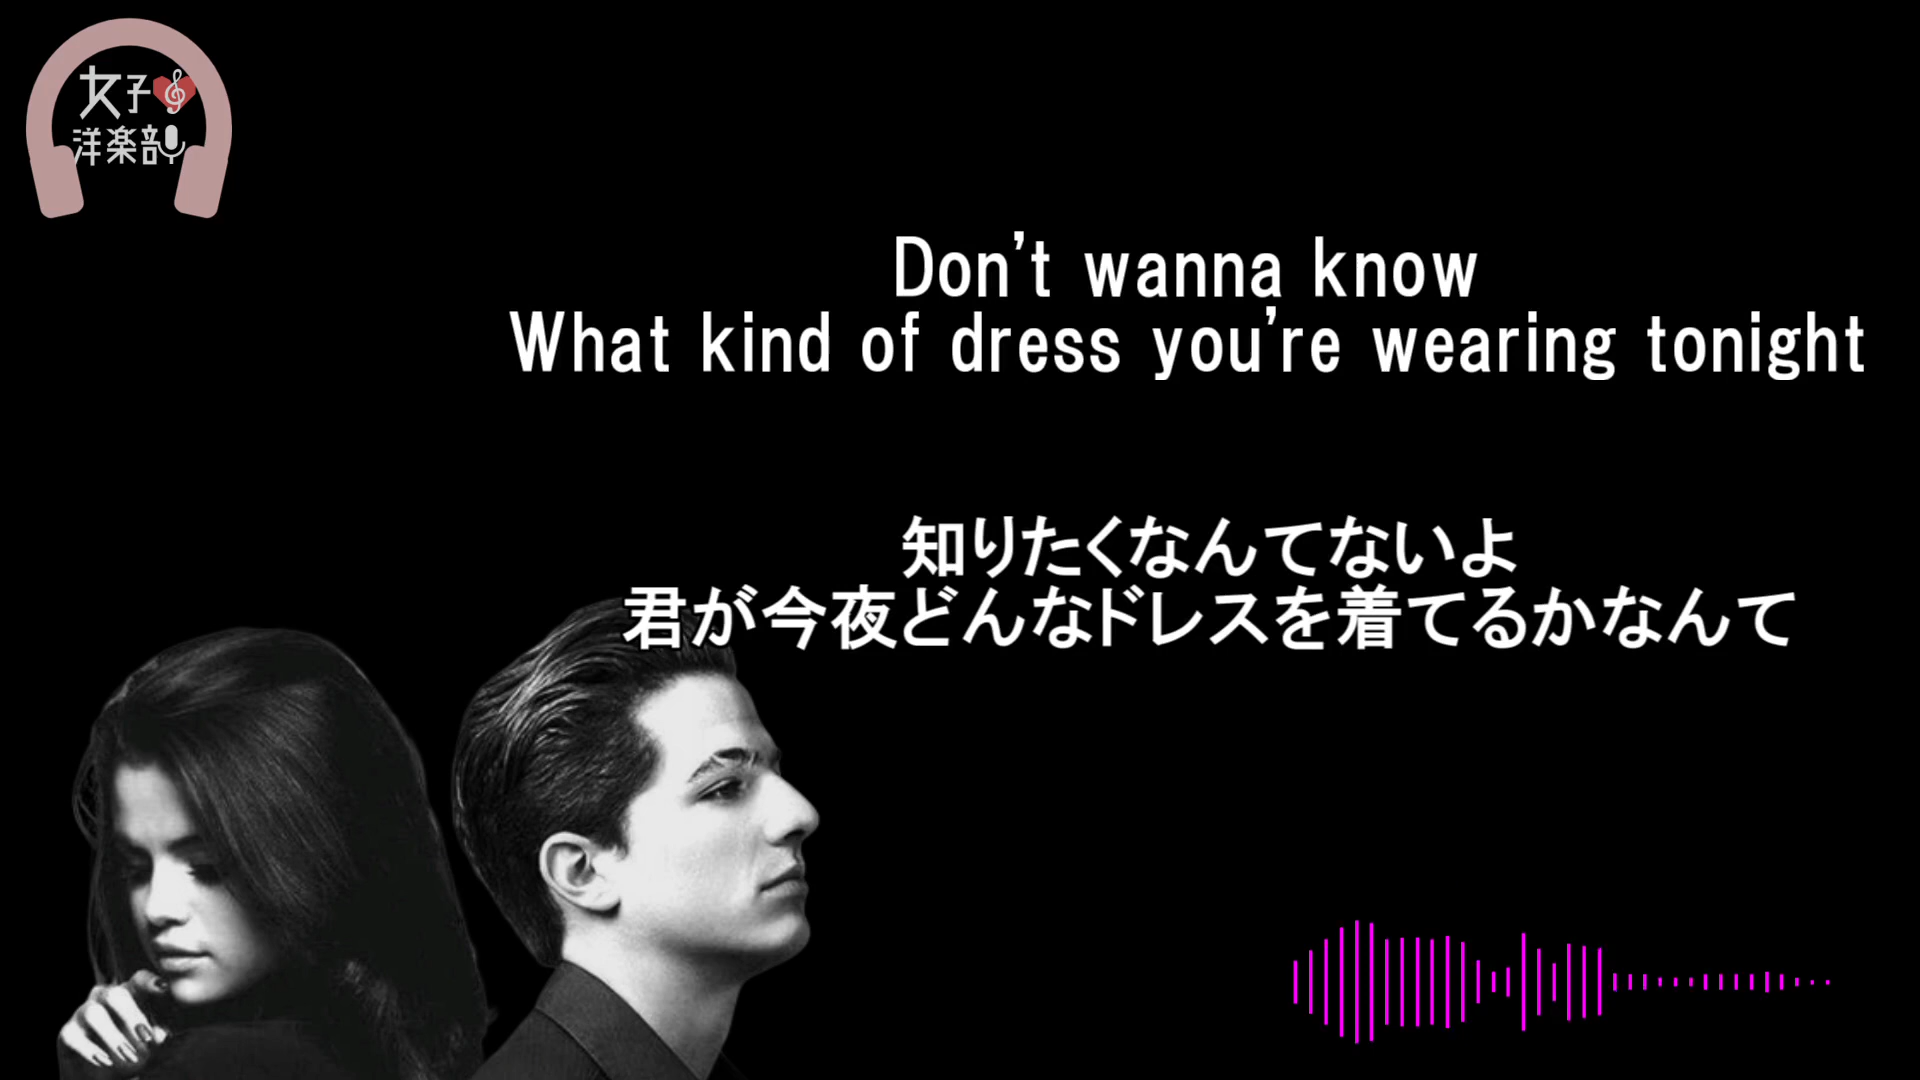 女子
洋楽部
Don't wanna know
What kind of dress you're wearing tonight
知りたくなんてないよ
君が今夜どんなドレスを着てるかなんて